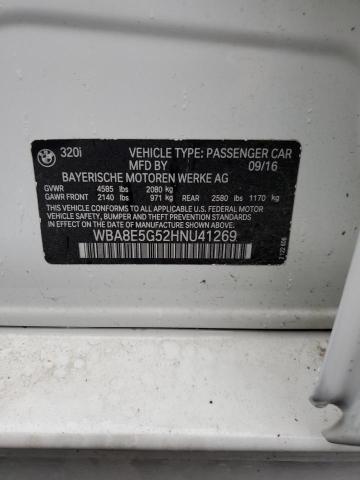 BMW 320i VEHICLE TYPE: PASSENGER CAR
MFD BY 09/16
BAYERISCHE MOTOREN WERKE AG
GVWR 4585 lbs 2080 kg
GAWR FRONT 2140 lbs 971 kg REAR 2580 lbs 1170 kg
THIS VEHICLE CONFORMS TO ALL APPLICABLE U.S. FEDERAL MOTOR
VEHICLE SAFETY, BUMPER, AND THEFT PREVENTION STANDARDS
IN EFFECT ON THE DATE OF MANUFACTURE SHOWN ABOVE.
WBA8E5G52HNU41269